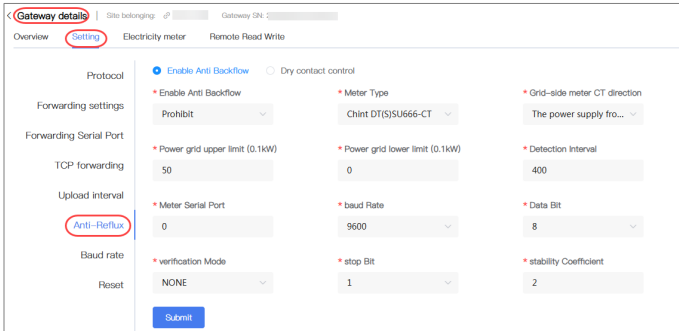 Gateway details
Site belonging:
Gateway SN:
Overview Setting Electricity meter Remote Read Write
Protocol
Forwarding settings
Forwarding Serial Port
TCP forwarding
Upload interval
Anti-Reflux
Baud rate
Reset
Enable Anti Backflow Dry contact control
* Enable Anti Backflow * Meter Type * Grid-side meter CT direction
Prohibit Chint DT(S)SU666-CT The power supply fro...
* Power grid upper limit (0.1kW) * Power grid lower limit (0.1kW) * Detection Interval
50 0 400
* Meter Serial Port * baud Rate * Data Bit
0 9600 8
* verification Mode * stop Bit * stability Coefficient
NONE 1 2
Submit